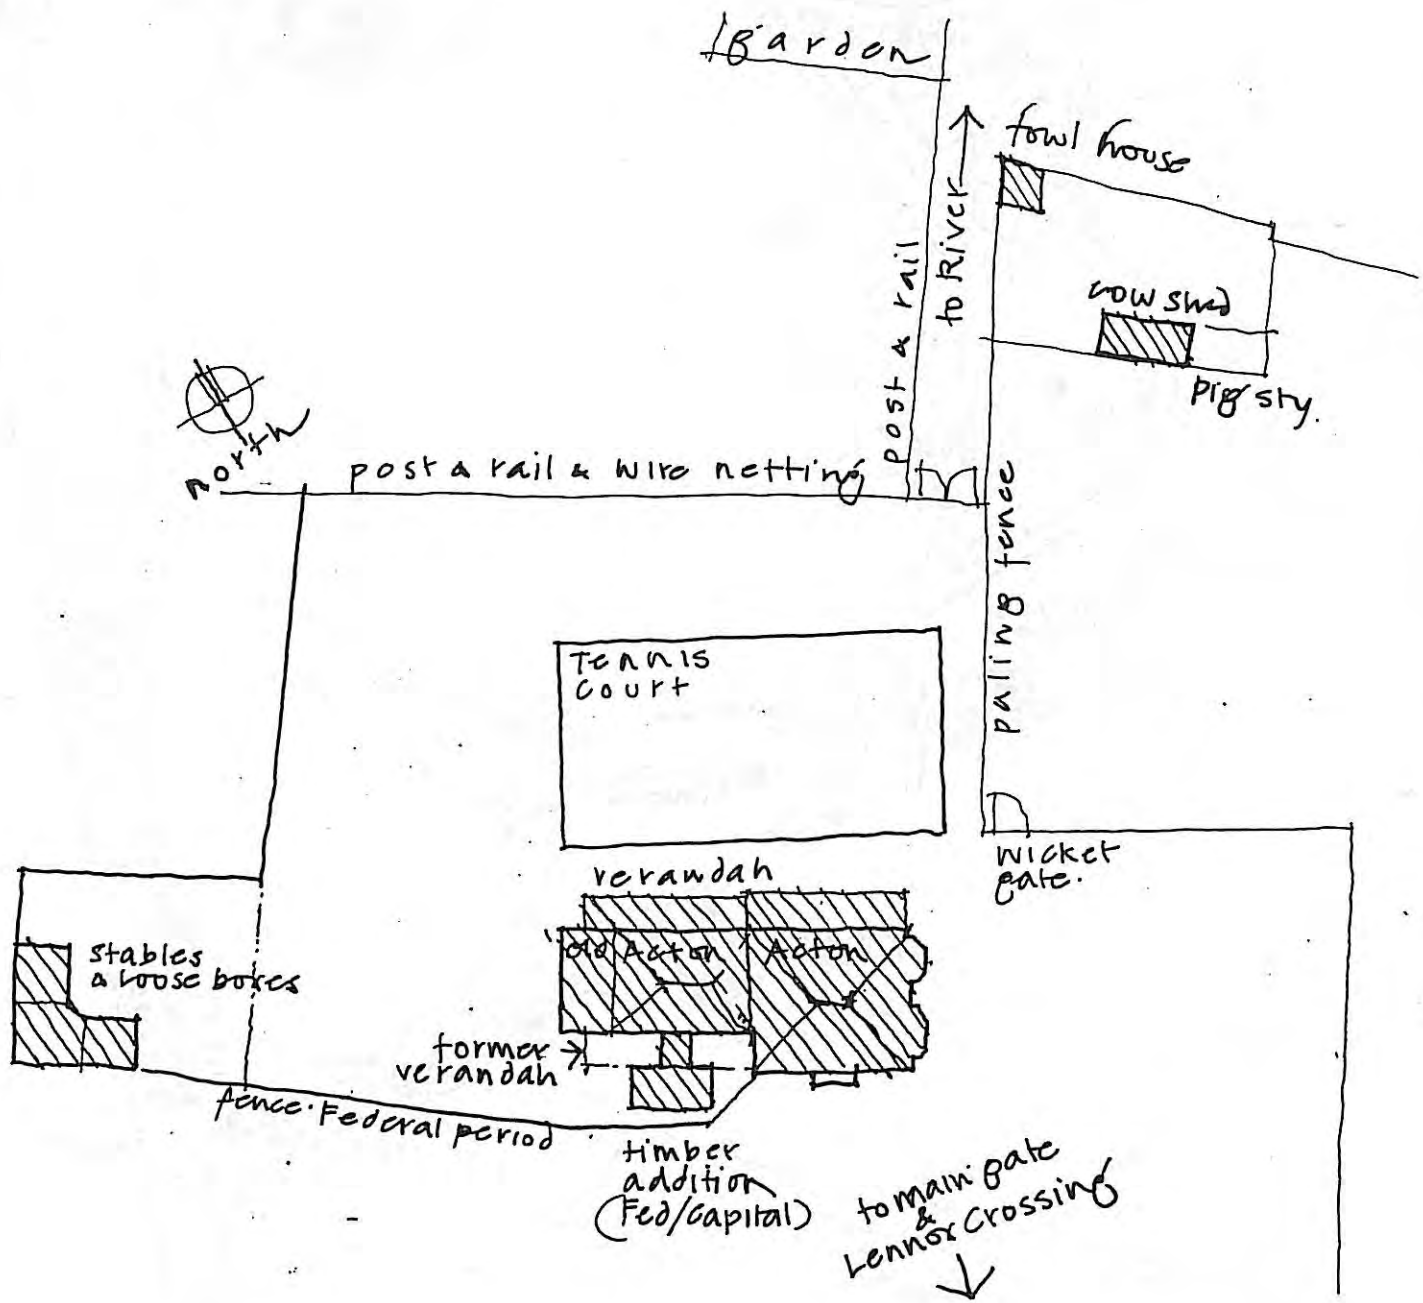 garden
fowl house
to River
post & rail
cow shed
pig sty.
north
post & rail & wire netting
paling fence
Tennis
court
wicket
gate.
verandah
old Acton
Acton
stables
& loose boxes
former
verandah
fence. Federal period
timber
addition
(Fed/Capital)
to main gate
&
Lennox Crossing